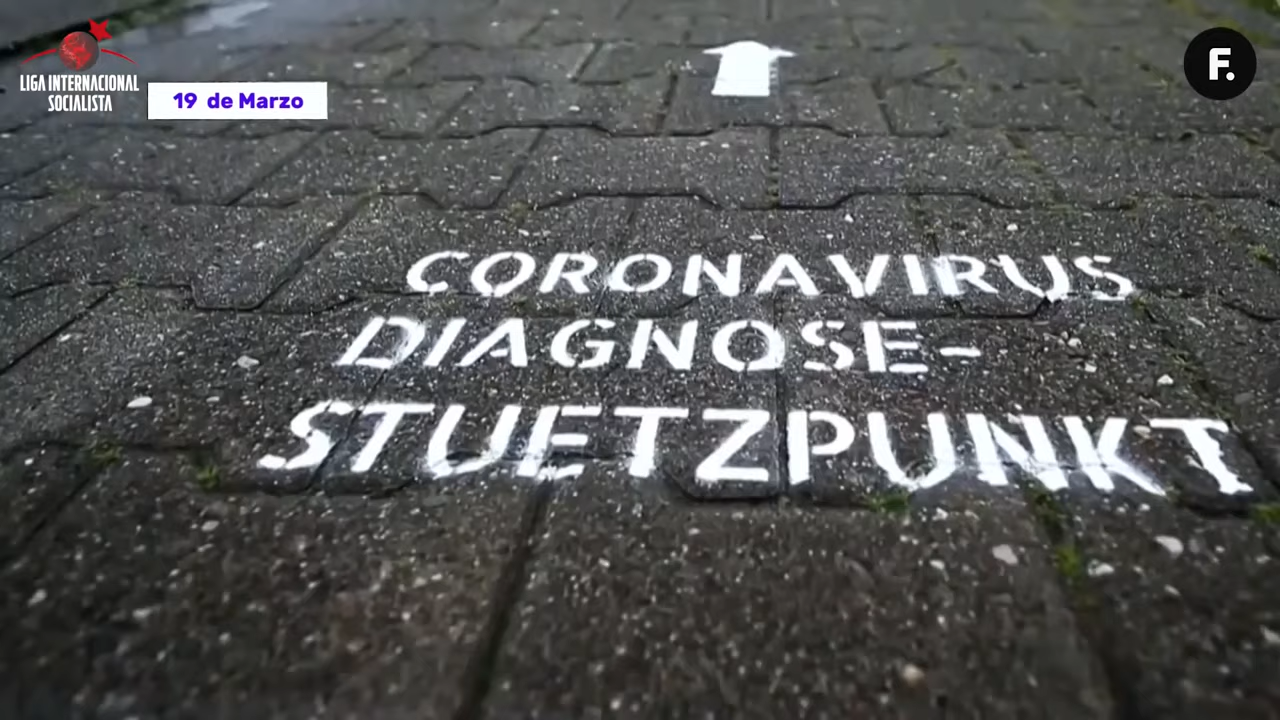 LIGA INTERNACIONAL
SOCIALISTA
19 de Marzo
F.
CORONAVIRUS
DIAGNOSE-
STUETZPUNKT